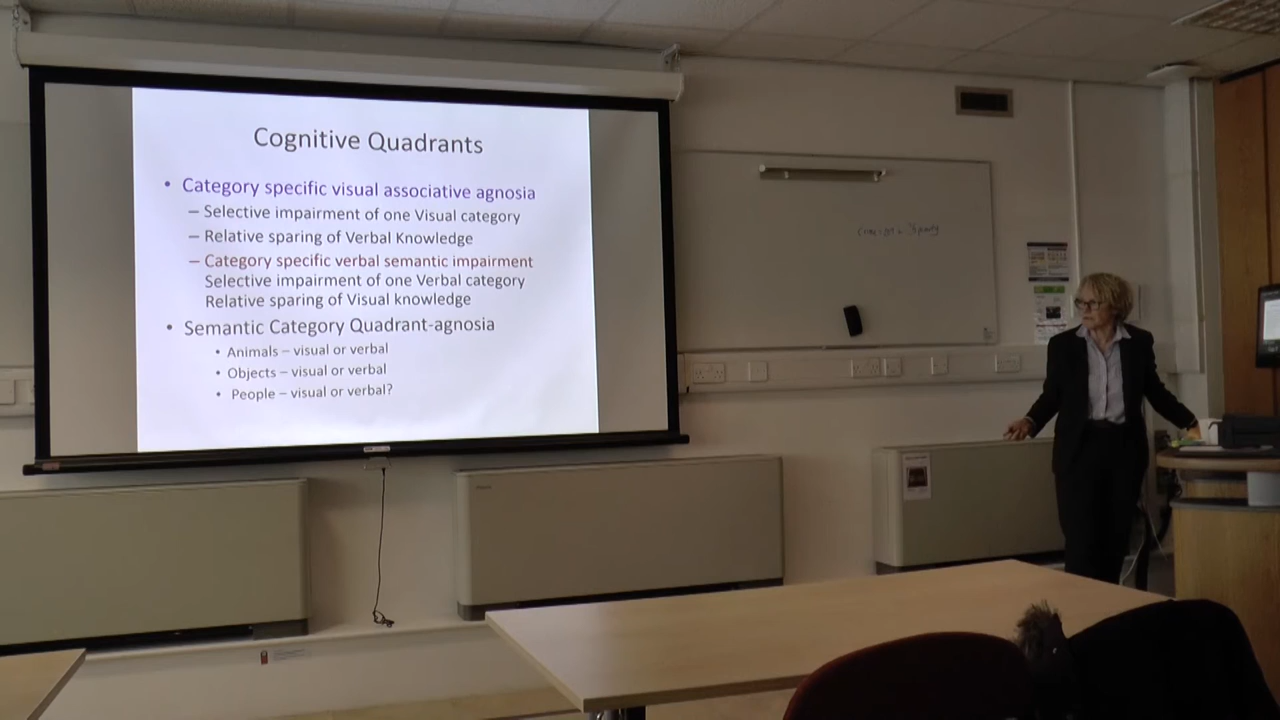 Cognitive Quadrants
• Category specific visual associative agnosia
– Selective impairment of one Visual category
– Relative sparing of Verbal Knowledge
– Category specific verbal semantic impairment
Selective impairment of one Verbal category
Relative sparing of Visual knowledge
• Semantic Category Quadrant-agnosia
• Animals – visual or verbal
• Objects – visual or verbal
• People – visual or verbal?